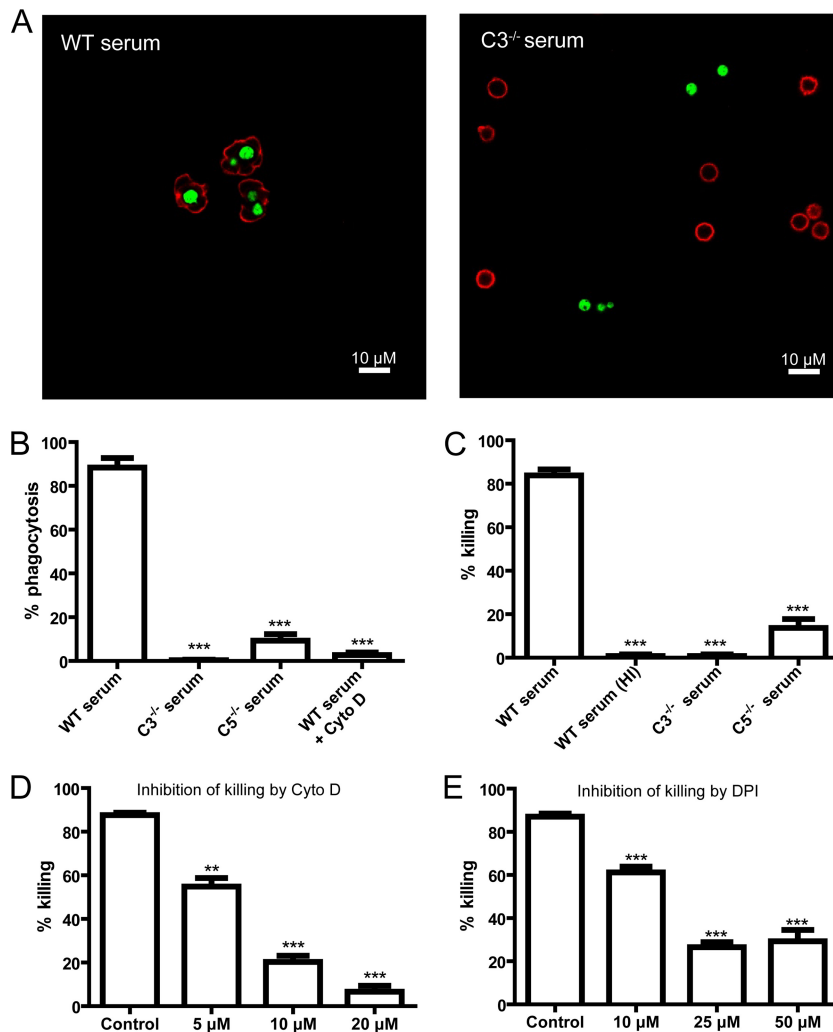 A
WT serum
C3-/- serum
10 µM
10 µM
B
% phagocytosis
100
80
60
40
20
0
***
***
***
WT serum
C3-/- serum
C5-/- serum
WT serum
+ Cyto D
C
% killing
100
80
60
40
20
0
***
***
***
WT serum
WT serum (HI)
C3-/- serum
C5-/- serum
D
Inhibition of killing by Cyto D
% killing
100
80
60
40
20
0
**
***
***
Control
5 µM
10 µM
20 µM
E
Inhibition of killing by DPI
% killing
100
80
60
40
20
0
***
***
***
Control
10 µM
25 µM
50 µM